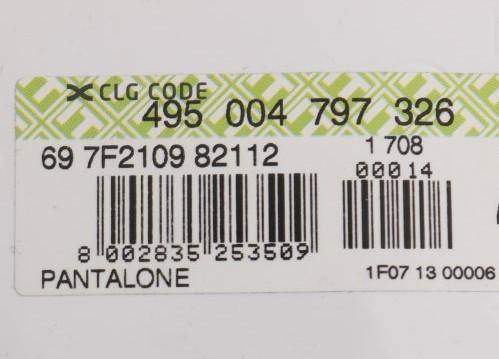 CLG CODE
495 004 797 326
69 7F2109 82112
1 708
00014
8 002835 253509
PANTALONE
1F07 13 00006